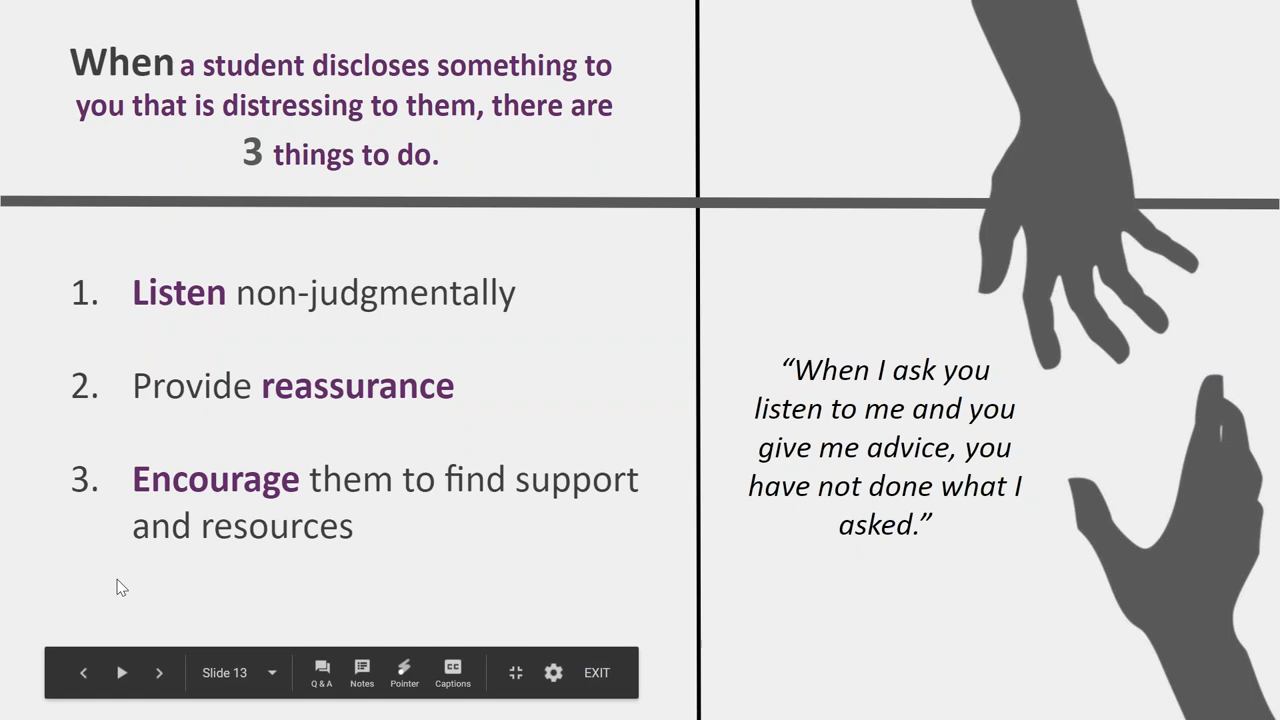 When a student discloses something to
you that is distressing to them, there are
3 things to do.
1. Listen non-judgmentally
2. Provide reassurance
3. Encourage them to find support
and resources
“When I ask you
listen to me and you
give me advice, you
have not done what I
asked.”
Slide 13
Q & A
Notes
Pointer
CC
Captions
EXIT